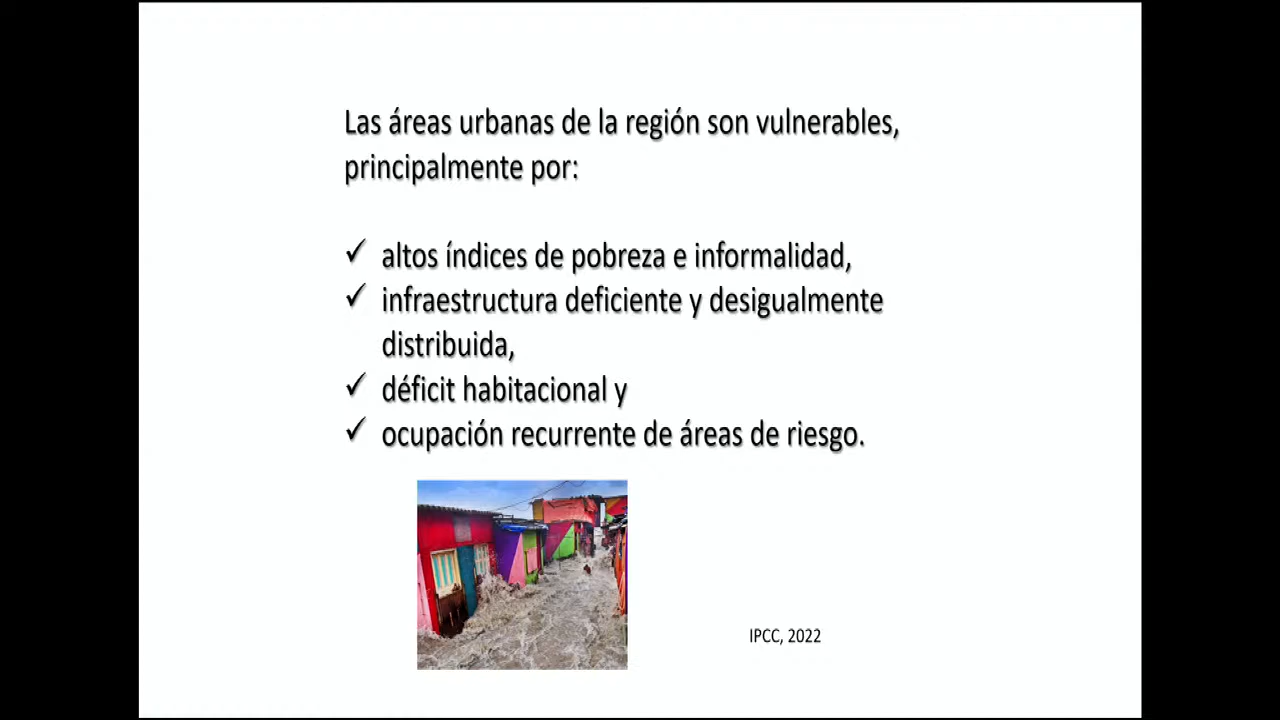 Las áreas urbanas de la región son vulnerables,
principalmente por:
✓ altos índices de pobreza e informalidad,
✓ infraestructura deficiente y desigualmente
distribuida,
✓ déficit habitacional y
✓ ocupación recurrente de áreas de riesgo.
IPCC, 2022